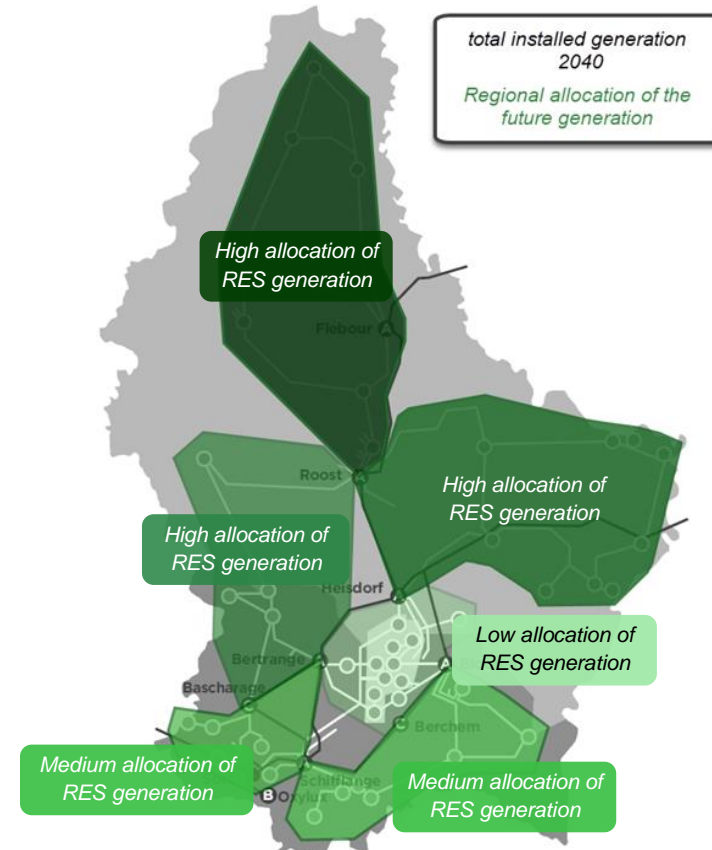 total installed generation
2040
Regional allocation of the
future generation
High allocation of
RES generation
Flebour
A
Roost
A
High allocation of
RES generation
High allocation of
RES generation
Heisdorf
Low allocation of
RES generation
Bertrange
A
Bascharage
Berchem
Medium allocation of
RES generation
Schifflange
B
Oxylux
Medium allocation of
RES generation